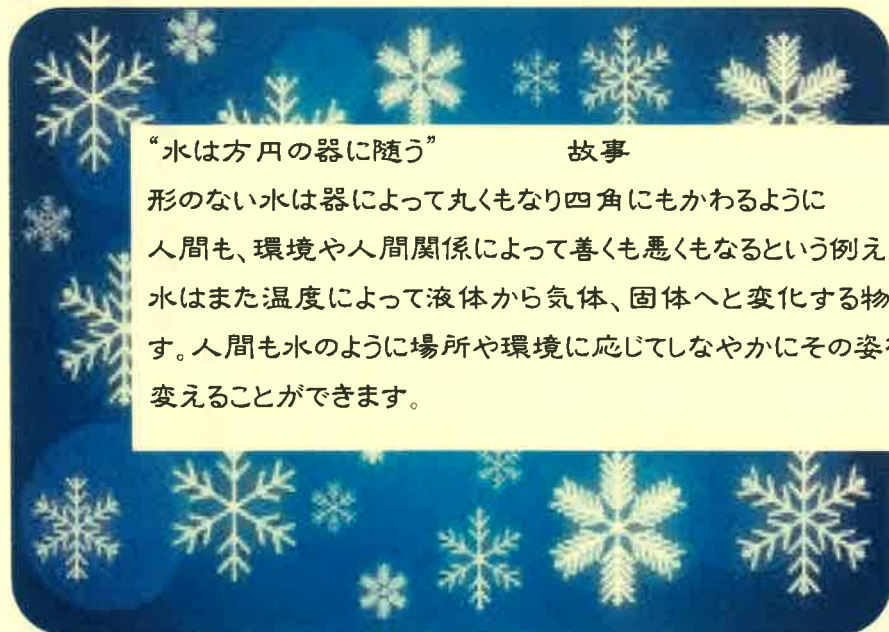 “水は方円の器に随う” 故事
形のない水は器によって丸くもなり四角にもかわるように
人間も、環境や人間関係によって善くも悪くもなるという例え
水はまた温度によって液体から気体、固体へと変化する物
す。人間も水のように場所や環境に応じてしなやかにその姿を
変えることができます。